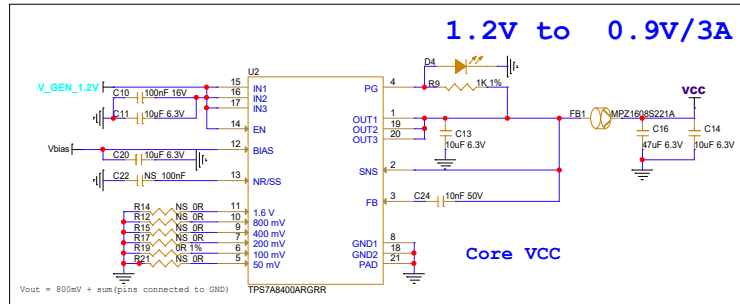 1.2V to 0.9V/3A
U2
D4
V_GEN_1.2V
C10 100nF 16V
C11 10uF 6.3V
15 IN1
16 IN2
17 IN3
14 EN
PG 4
R9 1K 1%
OUT1 1
OUT2 19
OUT3 20
C13
10uF 6.3V
FB1 MPZ1608S221A
VCC
C16
47uF 6.3V
C14
10uF 6.3V
Vbias
12 BIAS
C20 10uF 6.3V
C22 NS 100nF
13 NR/SS
SNS 2
FB 3
C24 10nF 50V
R14 NS 0R 11 1.6 V
R12 NS 0R 10 800 mV
R15 NS 0R 9 400 mV
R17 NS 0R 7 200 mV
R19 0R 1% 6 100 mV
R21 NS 0R 5 50 mV
GND1 8
GND2 18
PAD 21
Core VCC
TPS7A8400ARGRR
Vout = 800mV + sum(pins connected to GND)